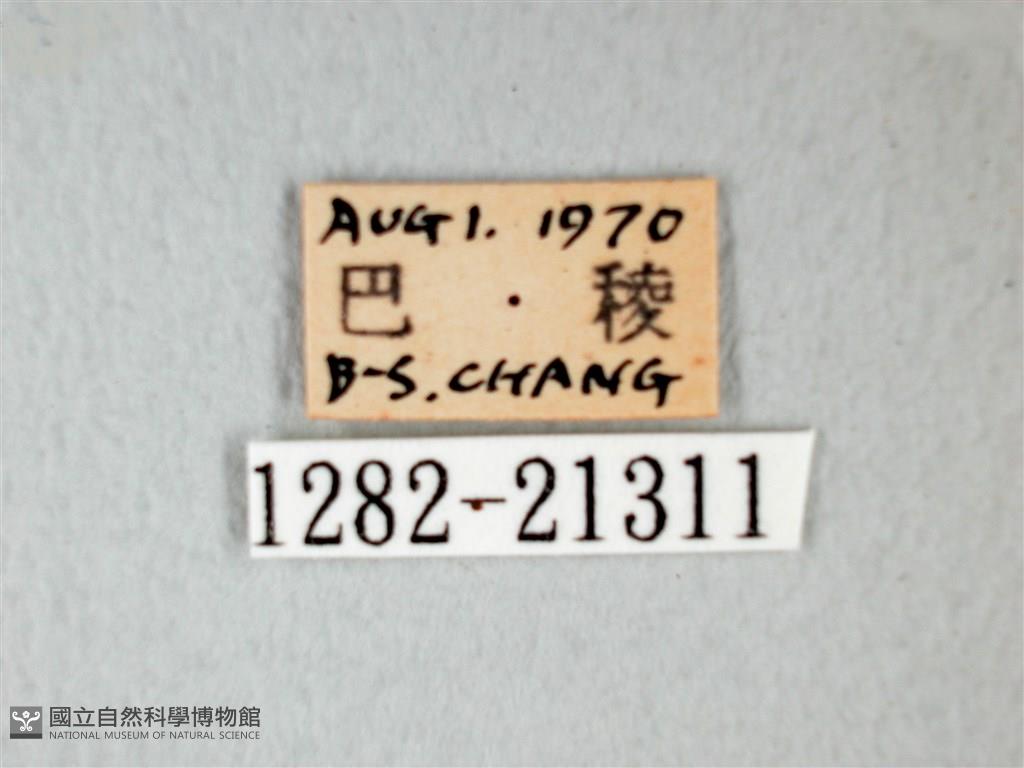 AUG 1. 1970
巴 稜
B-S. CHANG
1282-21311
國立自然科學博物館
NATIONAL MUSEUM OF NATURAL SCIENCE